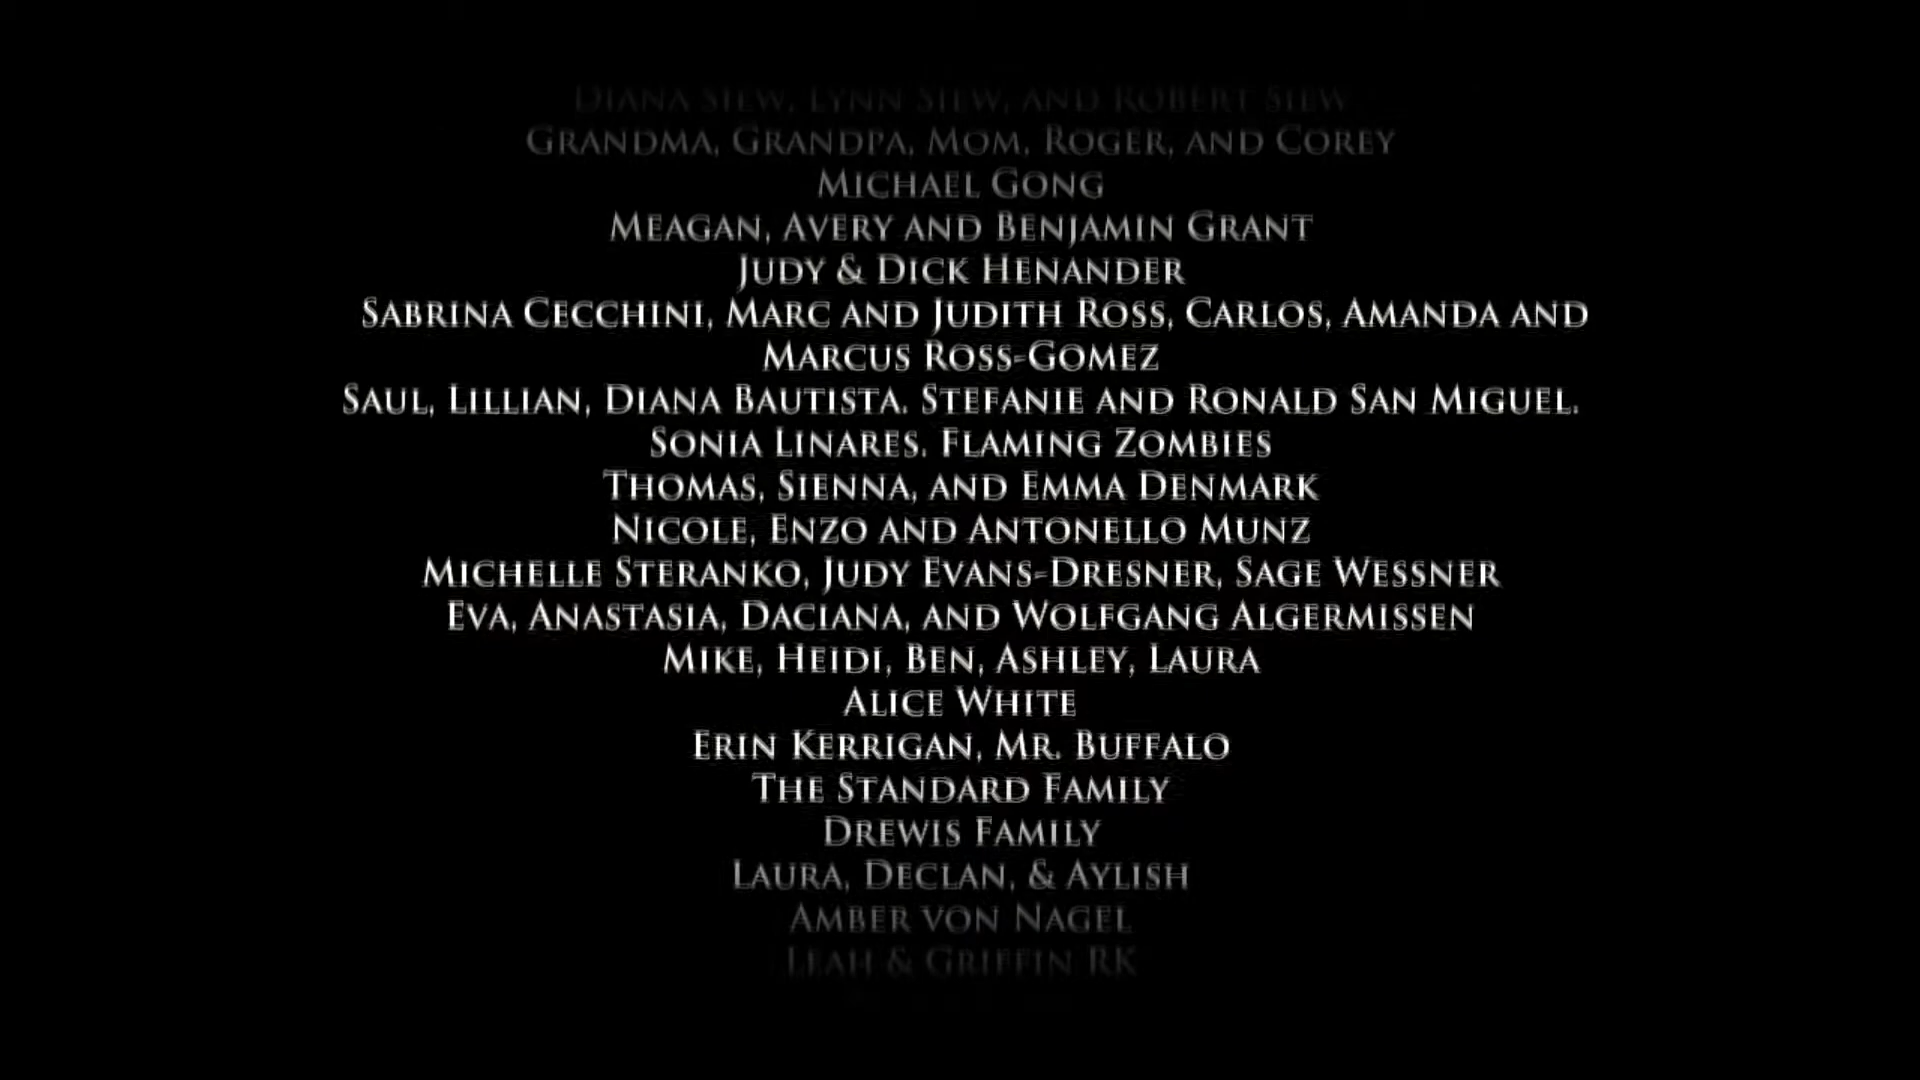 Diana Siew, Lynn Siew, and Robert Siew
Grandma, Grandpa, Mom, Roger, and Corey
Michael Gong
Meagan, Avery and Benjamin Grant
Judy & Dick Henander
Sabrina Cecchini, Marc and Judith Ross, Carlos, Amanda and
Marcus Ross-Gomez
Saul, Lillian, Diana Bautista. Stefanie and Ronald San Miguel.
Sonia Linares. Flaming Zombies
Thomas, Sienna, and Emma Denmark
Nicole, Enzo and Antonello Munz
Michelle Steranko, Judy Evans-Dresner, Sage Wessner
Eva, Anastasia, Daciana, and Wolfgang Algermissen
Mike, Heidi, Ben, Ashley, Laura
Alice White
Erin Kerrigan, Mr. Buffalo
The Standard Family
Drewis Family
Laura, Declan, & Aylish
Amber von Nagel
Leah & Griffin RK